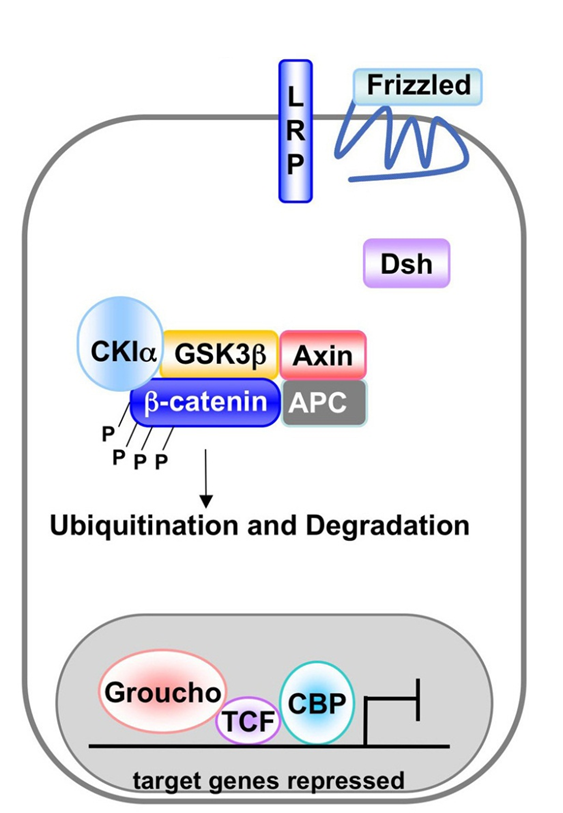 L
R
P
Frizzled
Dsh
CKIα
GSK3β
Axin
β-catenin
APC
P
P
P
P
Ubiquitination and Degradation
Groucho
TCF
CBP
target genes repressed